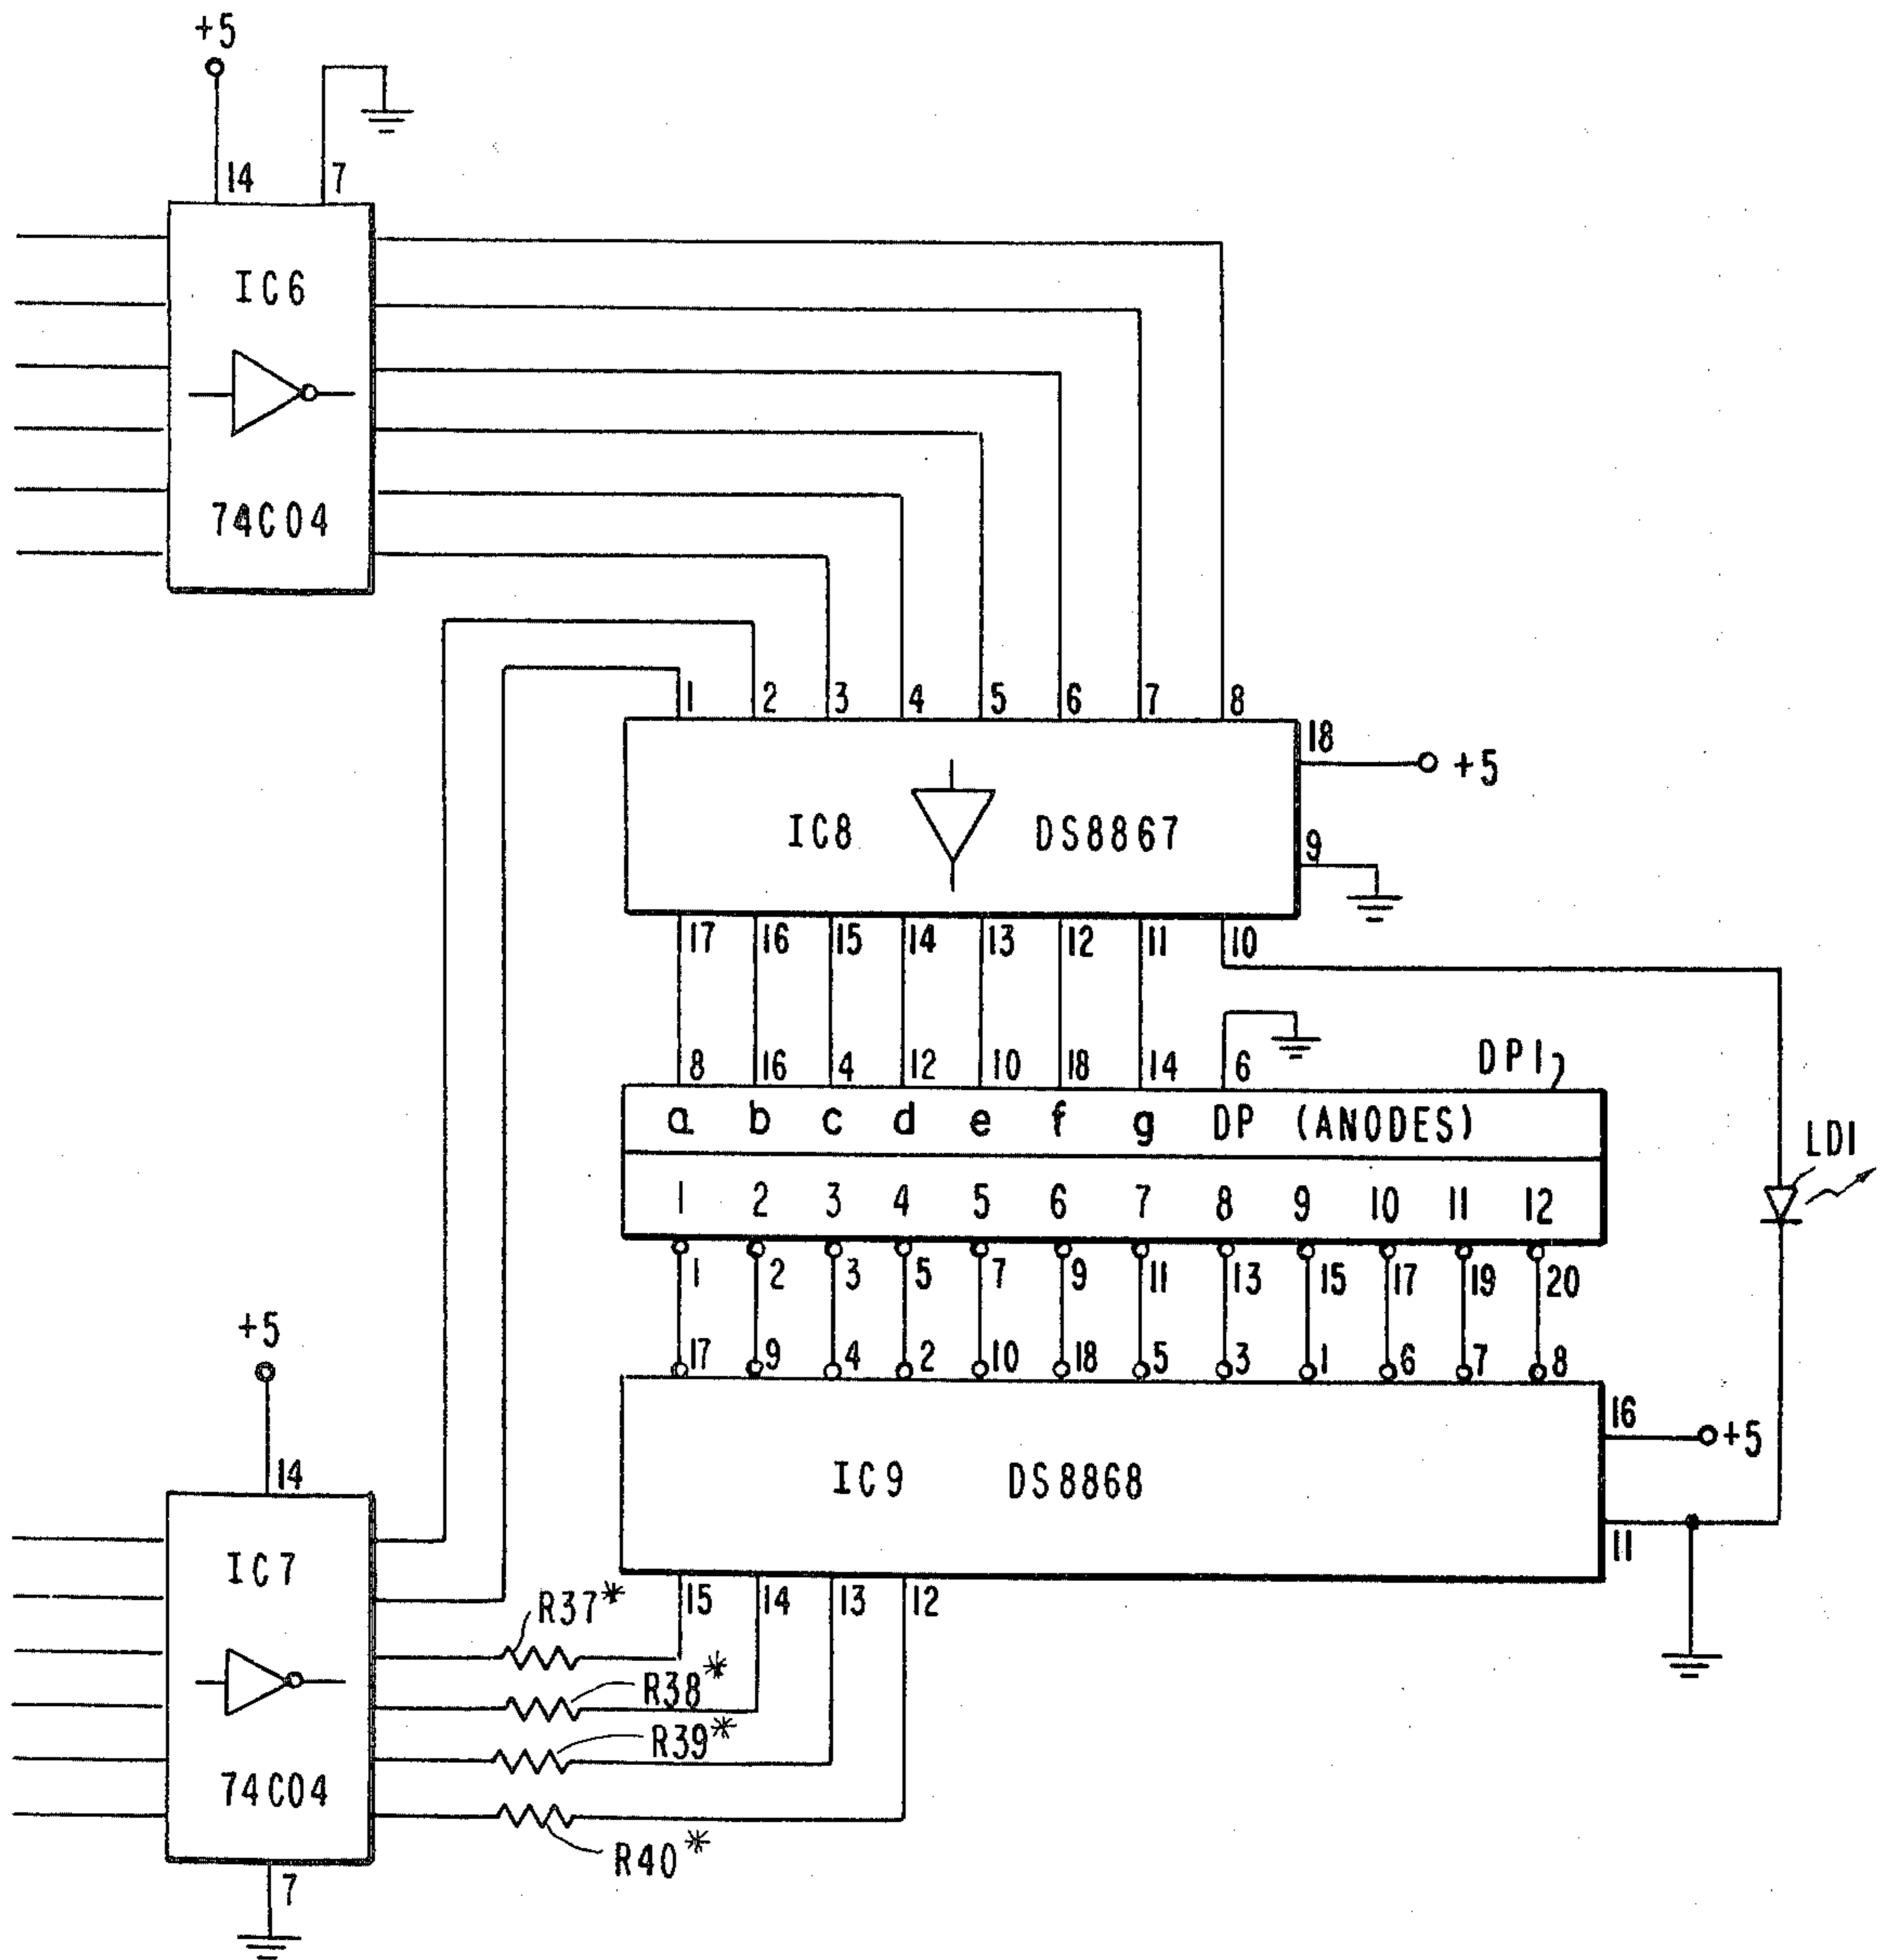 +5
14 7
IC6
74C04
1 2 3 4 5 6 7 8
18
+5
IC8 DS8867
9
17 16 15 14 13 12 11 10
8 16 4 12 10 18 14 6
DP1
a b c d e f g DP (ANODES)
LD1
1 2 3 4 5 6 7 8 9 10 11 12
1 2 3 5 7 9 11 13 15 17 19 20
17 9 4 2 10 18 5 3 1 6 7 8
+5
14
16
+5
IC9 DS8868
11
IC7
15 14 13 12
R37*
R38*
R39*
74C04
R40*
7